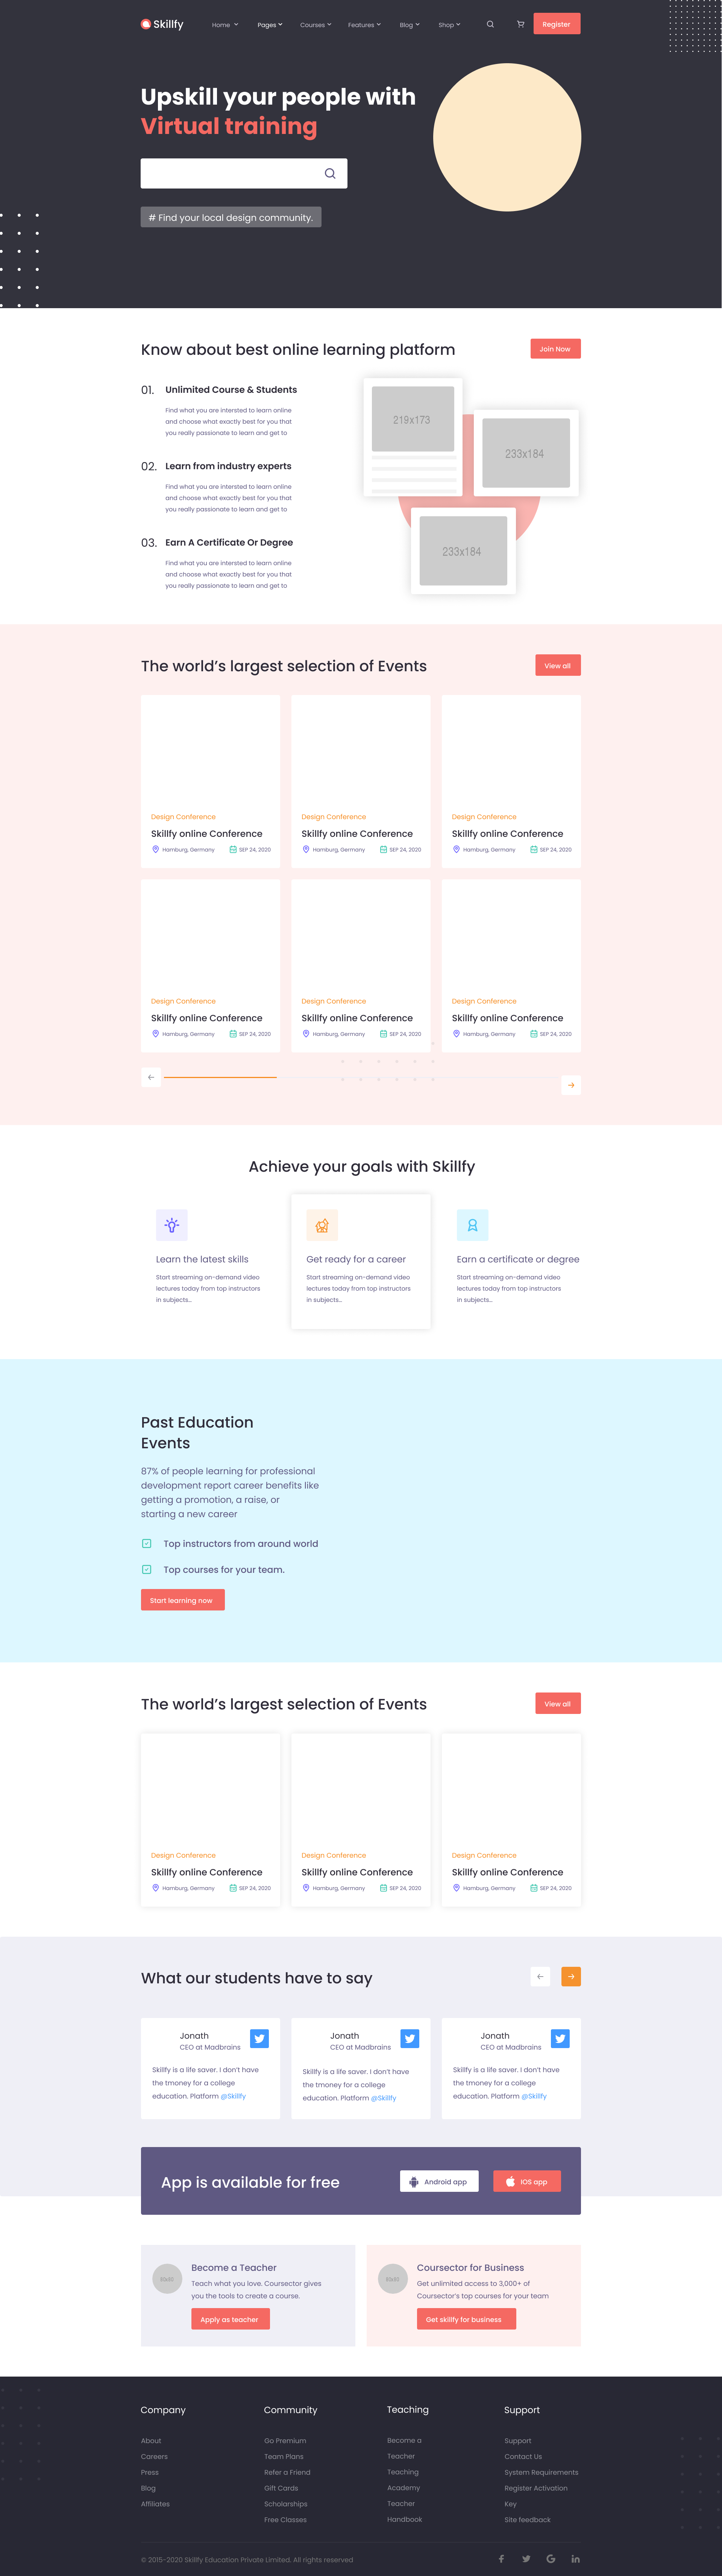 Skillfy
Home
Pages
Courses
Features
Blog
Shop
Register
Upskill your people with
Virtual training
# Find your local design community.
Know about best online learning platform
Join Now
01. Unlimited Course & Students
Find what you are intersted to learn online
and choose what exactly best for you that
you really passionate to learn and get to
02. Learn from industry experts
Find what you are intersted to learn online
and choose what exactly best for you that
you really passionate to learn and get to
03. Earn A Certificate Or Degree
Find what you are intersted to learn online
and choose what exactly best for you that
you really passionate to learn and get to
219x173
233x184
233x184
The world's largest selection of Events
View all
Design Conference
Skillfy online Conference
Hamburg, Germany SEP 24, 2020
Design Conference
Skillfy online Conference
Hamburg, Germany SEP 24, 2020
Design Conference
Skillfy online Conference
Hamburg, Germany SEP 24, 2020
Design Conference
Skillfy online Conference
Hamburg, Germany SEP 24, 2020
Design Conference
Skillfy online Conference
Hamburg, Germany SEP 24, 2020
Design Conference
Skillfy online Conference
Hamburg, Germany SEP 24, 2020
Achieve your goals with Skillfy
Learn the latest skills
Start streaming on-demand video
lectures today from top instructors
in subjects...
Get ready for a career
Start streaming on-demand video
lectures today from top instructors
in subjects...
Earn a certificate or degree
Start streaming on-demand video
lectures today from top instructors
in subjects...
Past Education
Events
87% of people learning for professional
development report career benefits like
getting a promotion, a raise, or
starting a new career
Top instructors from around world
Top courses for your team.
Start learning now
The world's largest selection of Events
View all
Design Conference
Skillfy online Conference
Hamburg, Germany SEP 24, 2020
Design Conference
Skillfy online Conference
Hamburg, Germany SEP 24, 2020
Design Conference
Skillfy online Conference
Hamburg, Germany SEP 24, 2020
What our students have to say
Jonath
CEO at Madbrains
Skillfy is a life saver. I don't have
the tmoney for a college
education. Platform @Skillfy
Jonath
CEO at Madbrains
Skillfy is a life saver. I don't have
the tmoney for a college
education. Platform @Skillfy
Jonath
CEO at Madbrains
Skillfy is a life saver. I don't have
the tmoney for a college
education. Platform @Skillfy
App is available for free
Android app
IOS app
Become a Teacher
Teach what you love. Coursector gives
you the tools to create a course.
Apply as teacher
Coursector for Business
Get unlimited access to 3,000+ of
Coursector's top courses for your team
Get skillfy for business
Company
About
Careers
Press
Blog
Affiliates
Community
Go Premium
Team Plans
Refer a Friend
Gift Cards
Scholarships
Free Classes
Teaching
Become a
Teacher
Teaching
Academy
Teacher
Handbook
Support
Support
Contact Us
System Requirements
Register Activation
Key
Site feedback
© 2015-2020 Skillfy Education Private Limited. All rights reserved